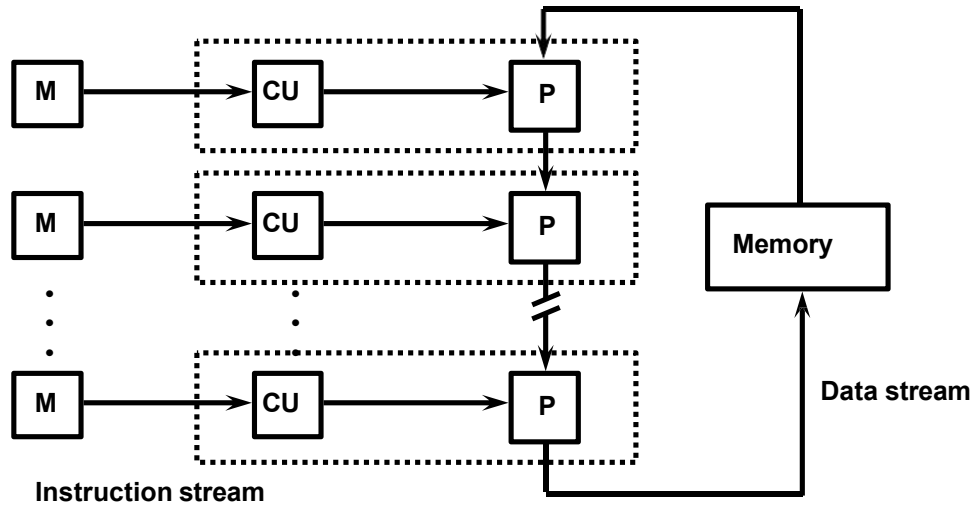 M CU P
M CU P
Memory
M CU P
Data stream
Instruction stream